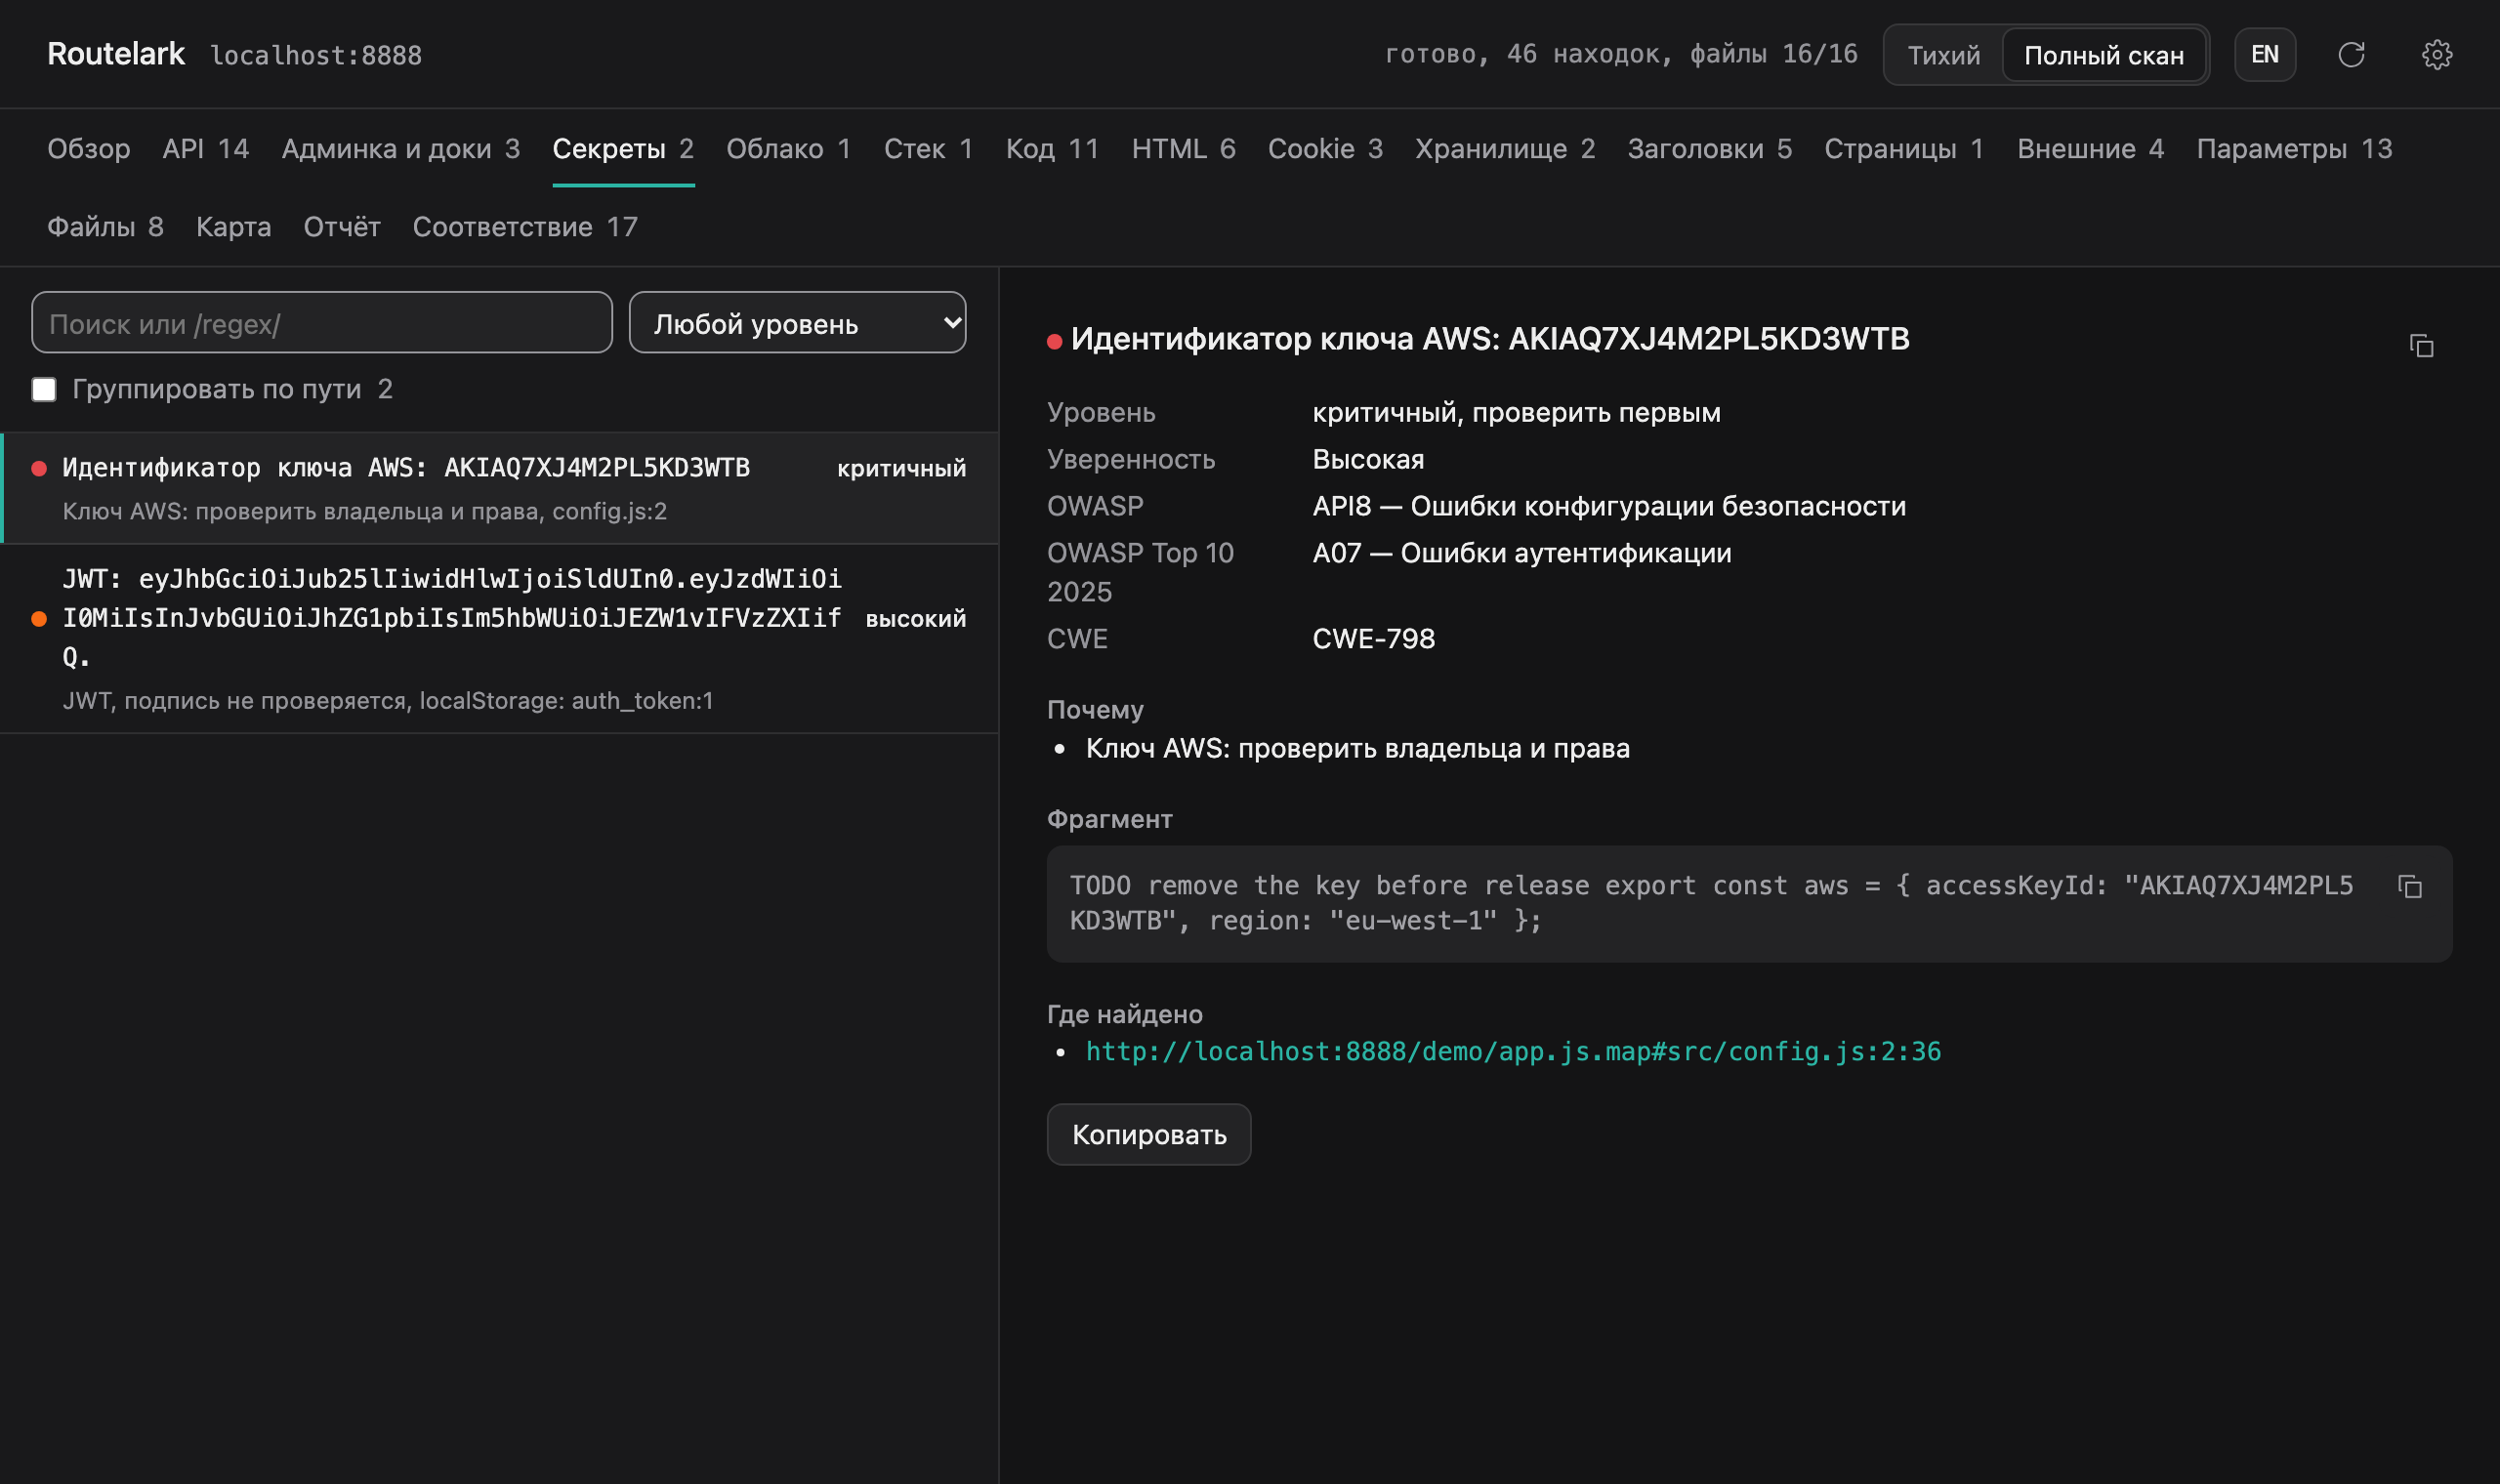 Routelark localhost:8888 готово, 46 находок, файлы 16/16 Тихий Полный скан EN
Обзор API 14 Админка и доки 3 Секреты 2 Облако 1 Стек 1 Код 11 HTML 6 Cookie 3 Хранилище 2 Заголовки 5 Страницы 1 Внешние 4 Параметры 13
Файлы 8 Карта Отчёт Соответствие 17
Поиск или /regex/ Любой уровень
Группировать по пути 2
Идентификатор ключа AWS: AKIAQ7XJ4M2PL5KD3WTB критичный
Ключ AWS: проверить владельца и права, config.js:2
JWT: eyJhbGciOiJub25lIiwidHlwIjoiSldUIn0.eyJzdWIiOi
I0MiIsInJvbGUiOiJhZG1pbiIsIm5hbWUiOiJEZW1vIFVzZXIif высокий
Q.
JWT, подпись не проверяется, localStorage: auth_token:1
Идентификатор ключа AWS: AKIAQ7XJ4M2PL5KD3WTB
Уровень критичный, проверить первым
Уверенность Высокая
OWASP API8 — Ошибки конфигурации безопасности
OWASP Top 10 A07 — Ошибки аутентификации
2025
CWE CWE-798
Почему
• Ключ AWS: проверить владельца и права
Фрагмент
TODO remove the key before release export const aws = { accessKeyId: "AKIAQ7XJ4M2PL5
KD3WTB", region: "eu-west-1" };
Где найдено
• http://localhost:8888/demo/app.js.map#src/config.js:2:36
Копировать